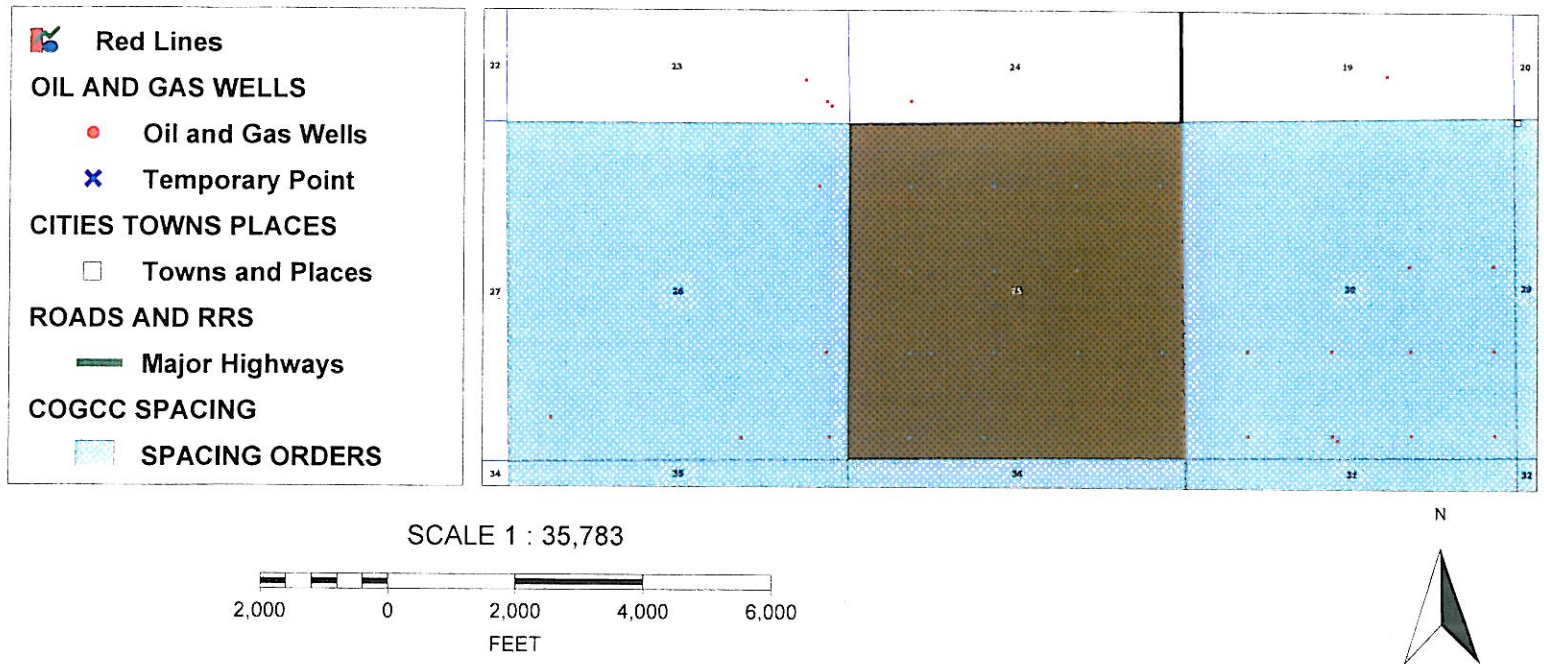 Red Lines
OIL AND GAS WELLS
Oil and Gas Wells
Temporary Point
CITIES TOWNS PLACES
Towns and Places
ROADS AND RRS
Major Highways
COGCC SPACING
SPACING ORDERS
22 23 24 19 20
27 26 25 30 29
34 35 36 31 32
SCALE 1 : 35,783
2,000 0 2,000 4,000 6,000
FEET
N